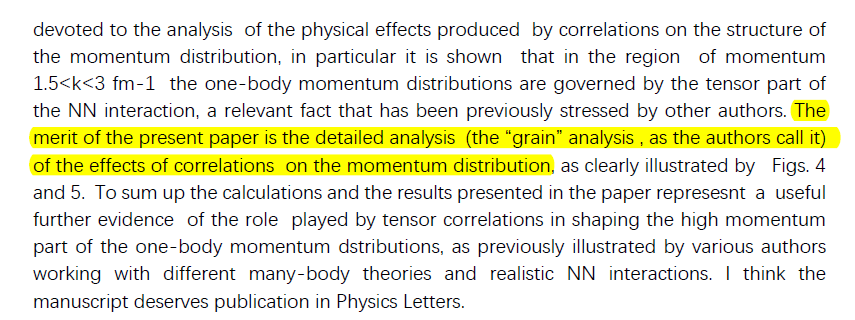 devoted to the analysis of the physical effects produced by correlations on the structure of
the momentum distribution, in particular it is shown that in the region of momentum
1.5<k<3 fm-1 the one-body momentum distributions are governed by the tensor part of
the NN interaction, a relevant fact that has been previously stressed by other authors. The
merit of the present paper is the detailed analysis (the “grain” analysis , as the authors call it)
of the effects of correlations on the momentum distribution, as clearly illustrated by Figs. 4
and 5. To sum up the calculations and the results presented in the paper represesnt a useful
further evidence of the role played by tensor correlations in shaping the high momentum
part of the one-body momentum dstributions, as previously illustrated by various authors
working with different many-body theories and realistic NN interactions. I think the
manuscript deserves publication in Physics Letters.